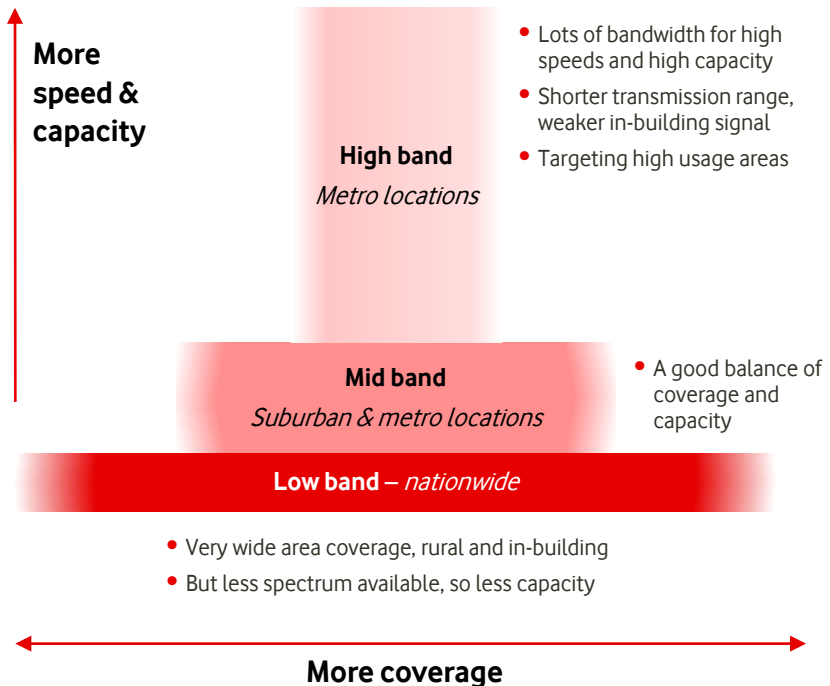 More
speed &
capacity
• Lots of bandwidth for high
speeds and high capacity
• Shorter transmission range,
weaker in-building signal
• Targeting high usage areas
High band
Metro locations
Mid band
Suburban & metro locations
• A good balance of
coverage and
capacity
Low band – nationwide
• Very wide area coverage, rural and in-building
• But less spectrum available, so less capacity
More coverage